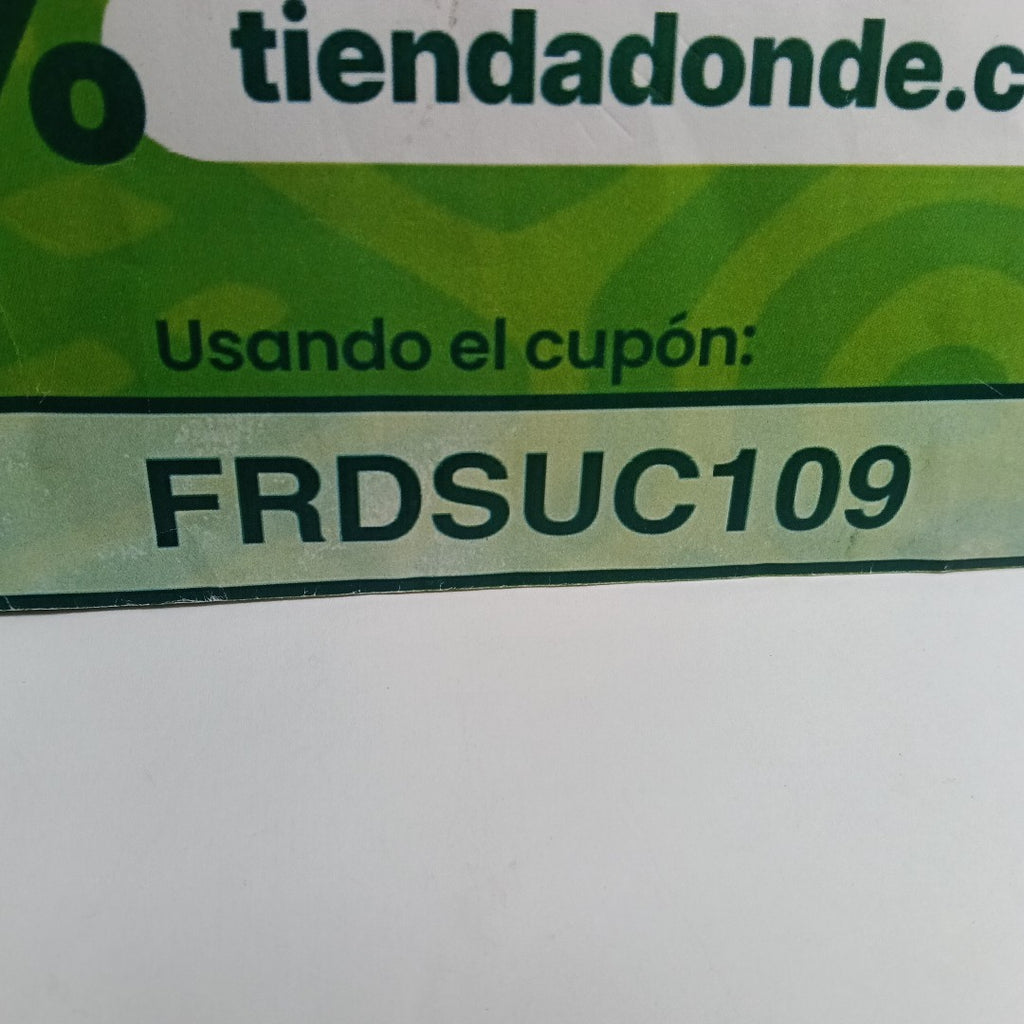 % tiendadonde.c
Usando el cupón:
FRDSUC109